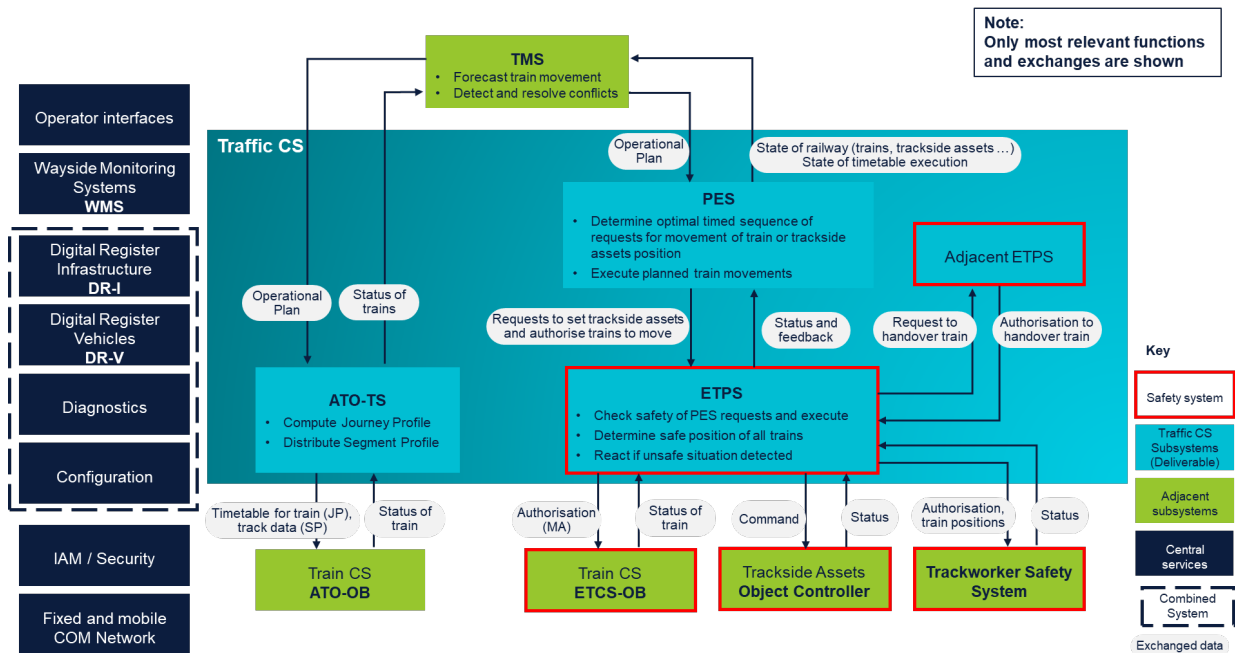 Note:
Only most relevant functions
and exchanges are shown
TMS
• Forecast train movement
• Detect and resolve conflicts
Operator interfaces
Wayside Monitoring
Systems
WMS
Digital Register
Infrastructure
DR-I
Digital Register
Vehicles
DR-V
Diagnostics
Configuration
IAM / Security
Fixed and mobile
COM Network
Traffic CS
Operational
Plan
State of railway (trains, trackside assets ...)
State of timetable execution
PES
• Determine optimal timed sequence of
requests for movement of train or trackside
assets position
• Execute planned train movements
Adjacent ETPS
Operational
Plan
Status of
trains
Requests to set trackside assets
and authorise trains to move
Status and
feedback
Request to
handover train
Authorisation to
handover train
ATO-TS
• Compute Journey Profile
• Distribute Segment Profile
ETPS
• Check safety of PES requests and execute
• Determine safe position of all trains
• React if unsafe situation detected
Timetable for train (JP),
track data (SP)
Status of
train
Authorisation
(MA)
Status of
train
Command
Status
Authorisation,
train positions
Status
Train CS
ATO-OB
Train CS
ETCS-OB
Trackside Assets
Object Controller
Trackworker Safety
System
Key
Safety system
Traffic CS
Subsystems
(Deliverable)
Adjacent
subsystems
Central
services
Combined
System
Exchanged data